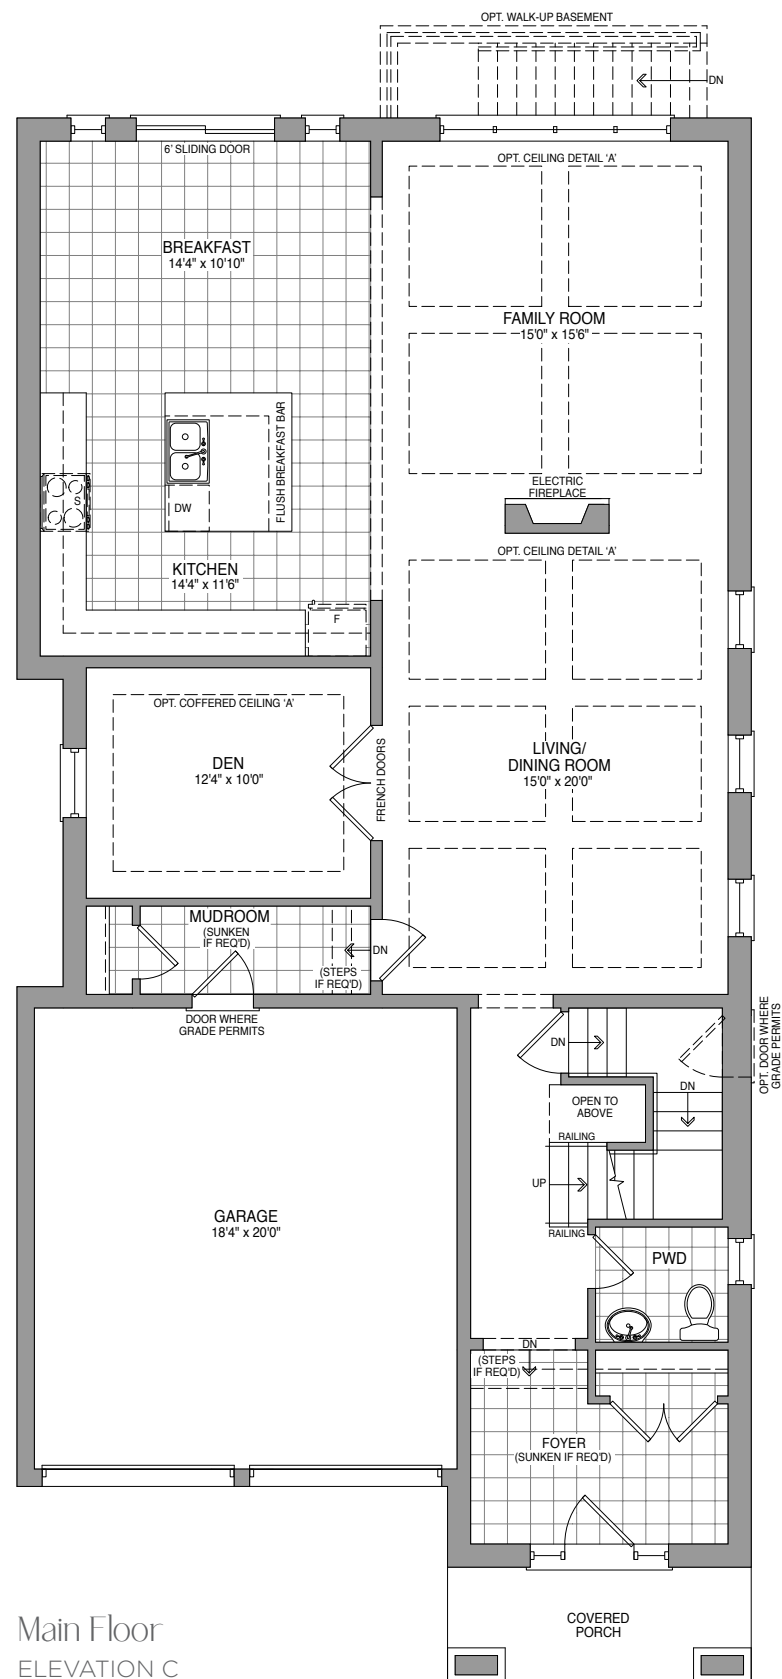 OPT. WALK-UP BASEMENT
DN
6' SLIDING DOOR
OPT. CEILING DETAIL 'A'
BREAKFAST
14'4" x 10'10"
FAMILY ROOM
15'0" x 15'6"
FLUSH BREAKFAST BAR
ELECTRIC
FIREPLACE
S
DW
OPT. CEILING DETAIL 'A'
KITCHEN
14'4" x 11'6"
F
OPT. COFFERED CEILING 'A'
DEN
12'4" x 10'0"
FRENCH DOORS
LIVING/
DINING ROOM
15'0" x 20'0"
MUDROOM
(SUNKEN
IF REQ'D)
DN
(STEPS
IF REQ'D)
DOOR WHERE
GRADE PERMITS
OPT. DOOR WHERE
GRADE PERMITS
DN
DN
OPEN TO
ABOVE
RAILING
UP
RAILING
GARAGE
18'4" x 20'0"
PWD
DN
(STEPS
IF REQ'D)
FOYER
(SUNKEN IF REQ'D)
COVERED
PORCH
Main Floor
ELEVATION C